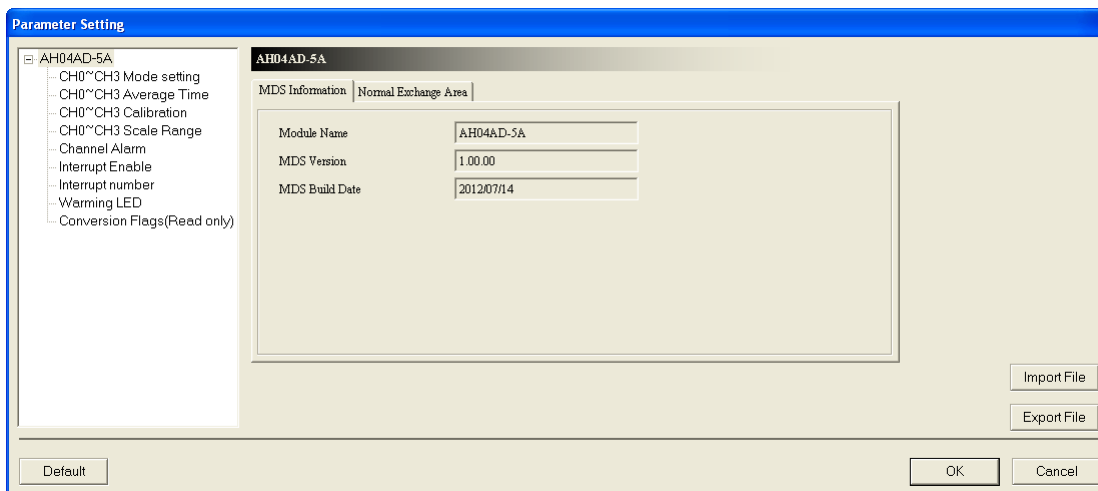 Parameter Setting
AH04AD-5A
CH0~CH3 Mode setting
CH0~CH3 Average Time
CH0~CH3 Calibration
CH0~CH3 Scale Range
Channel Alarm
Interrupt Enable
Interrupt number
Warming LED
Conversion Flags(Read only)
AH04AD-5A
MDS Information Normal Exchange Area
Module Name AH04AD-5A
MDS Version 1.00.00
MDS Build Date 2012/07/14
Import File
Export File
Default OK Cancel